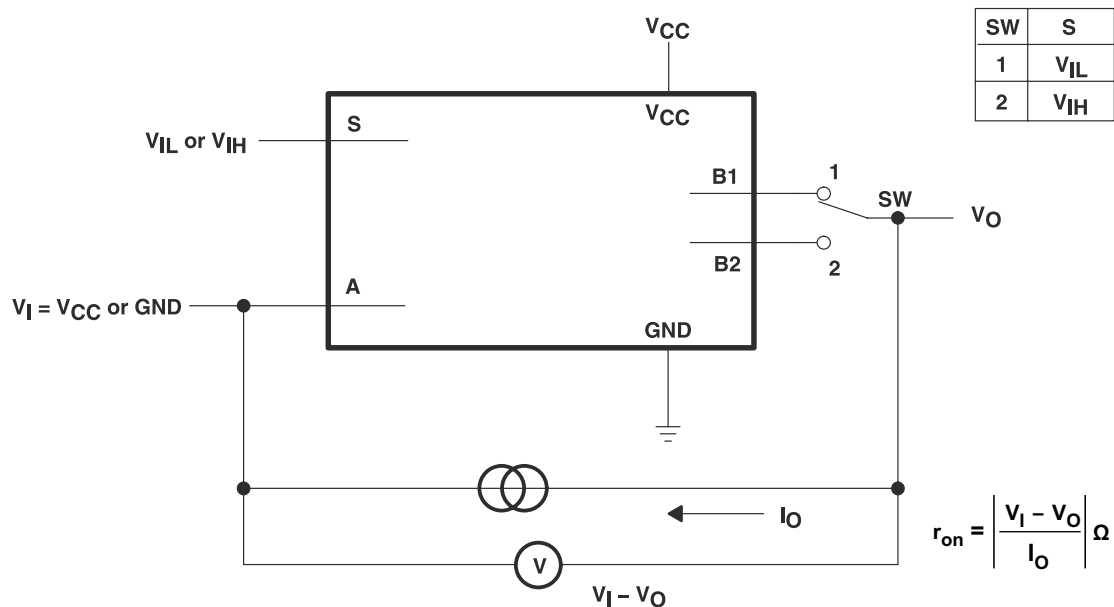 VCC
SW S
1 VIL
2 VIH
VCC
S
VIL or VIH
B1
1
SW
VO
B2
2
A
VI = VCC or GND
GND
IO
ron = | VI – VO / IO | Ω
V
VI – VO